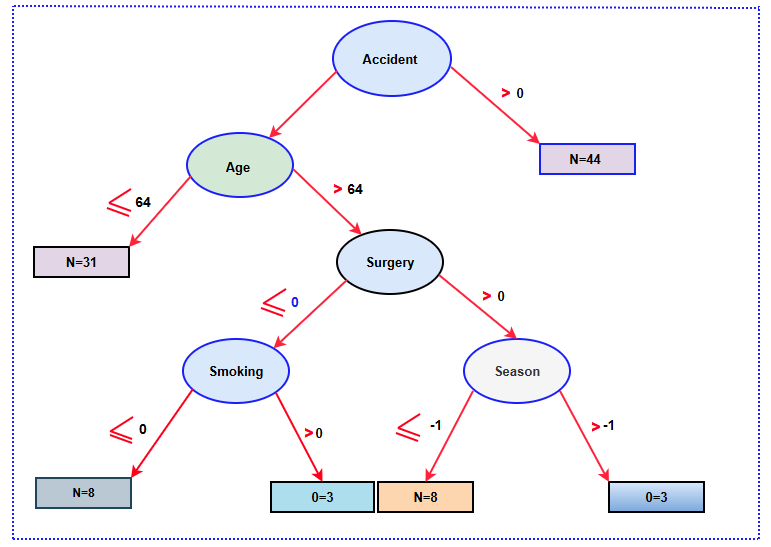 Accident
> 0
N=44
Age
≤ 64
> 64
N=31
Surgery
≤ 0
> 0
Smoking
Season
≤ 0
>0
≤ -1
>-1
N=8
0=3
N=8
0=3